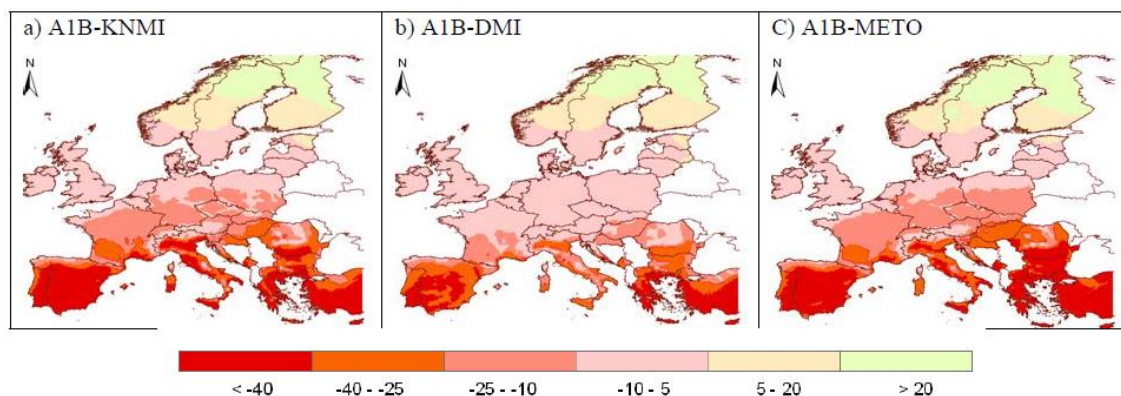 a) A1B-KNMI
b) A1B-DMI
C) A1B-METO
N
N
N
< -40
-40 - -25
-25 - -10
-10 - 5
5 - 20
> 20